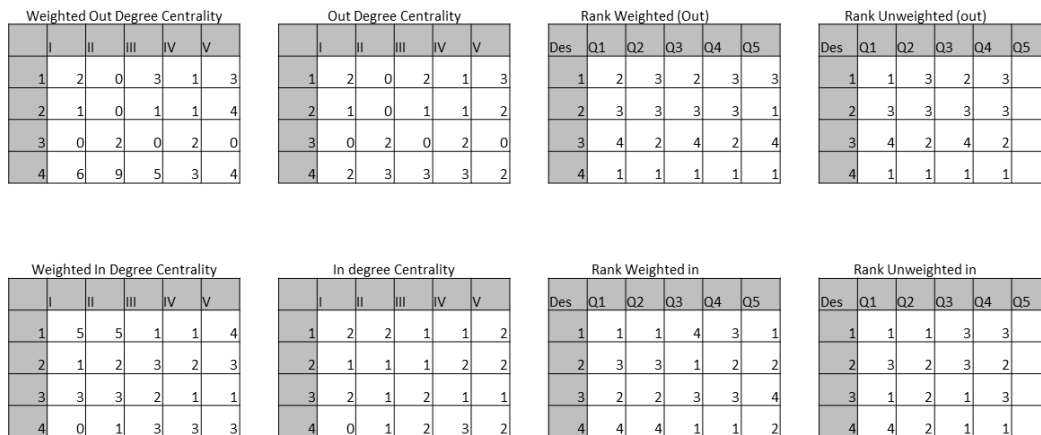 Weighted Out Degree Centrality
I II III IV V
1 2 0 3 1 3
2 1 0 1 1 4
3 0 2 0 2 0
4 6 9 5 3 4
Out Degree Centrality
I II III IV V
1 2 0 2 1 3
2 1 0 1 1 2
3 0 2 0 2 0
4 2 3 3 3 2
Rank Weighted (Out)
Des Q1 Q2 Q3 Q4 Q5
1 2 3 2 3 3
2 3 3 3 3 1
3 4 2 4 2 4
4 1 1 1 1 1
Rank Unweighted (out)
Des Q1 Q2 Q3 Q4 Q5
1 1 3 2 3
2 3 3 3 3
3 4 2 4 2
4 1 1 1 1
Weighted In Degree Centrality
I II III IV V
1 5 5 1 1 4
2 1 2 3 2 3
3 3 3 2 1 1
4 0 1 3 3 3
In degree Centrality
I II III IV V
1 2 2 1 1 2
2 1 1 1 2 2
3 2 1 2 1 1
4 0 1 2 3 2
Rank Weighted in
Des Q1 Q2 Q3 Q4 Q5
1 1 1 4 3 1
2 3 3 1 2 2
3 2 2 3 3 4
4 4 4 1 1 2
Rank Unweighted in
Des Q1 Q2 Q3 Q4 Q5
1 1 1 3 3
2 3 2 3 2
3 1 2 1 3
4 4 2 1 1